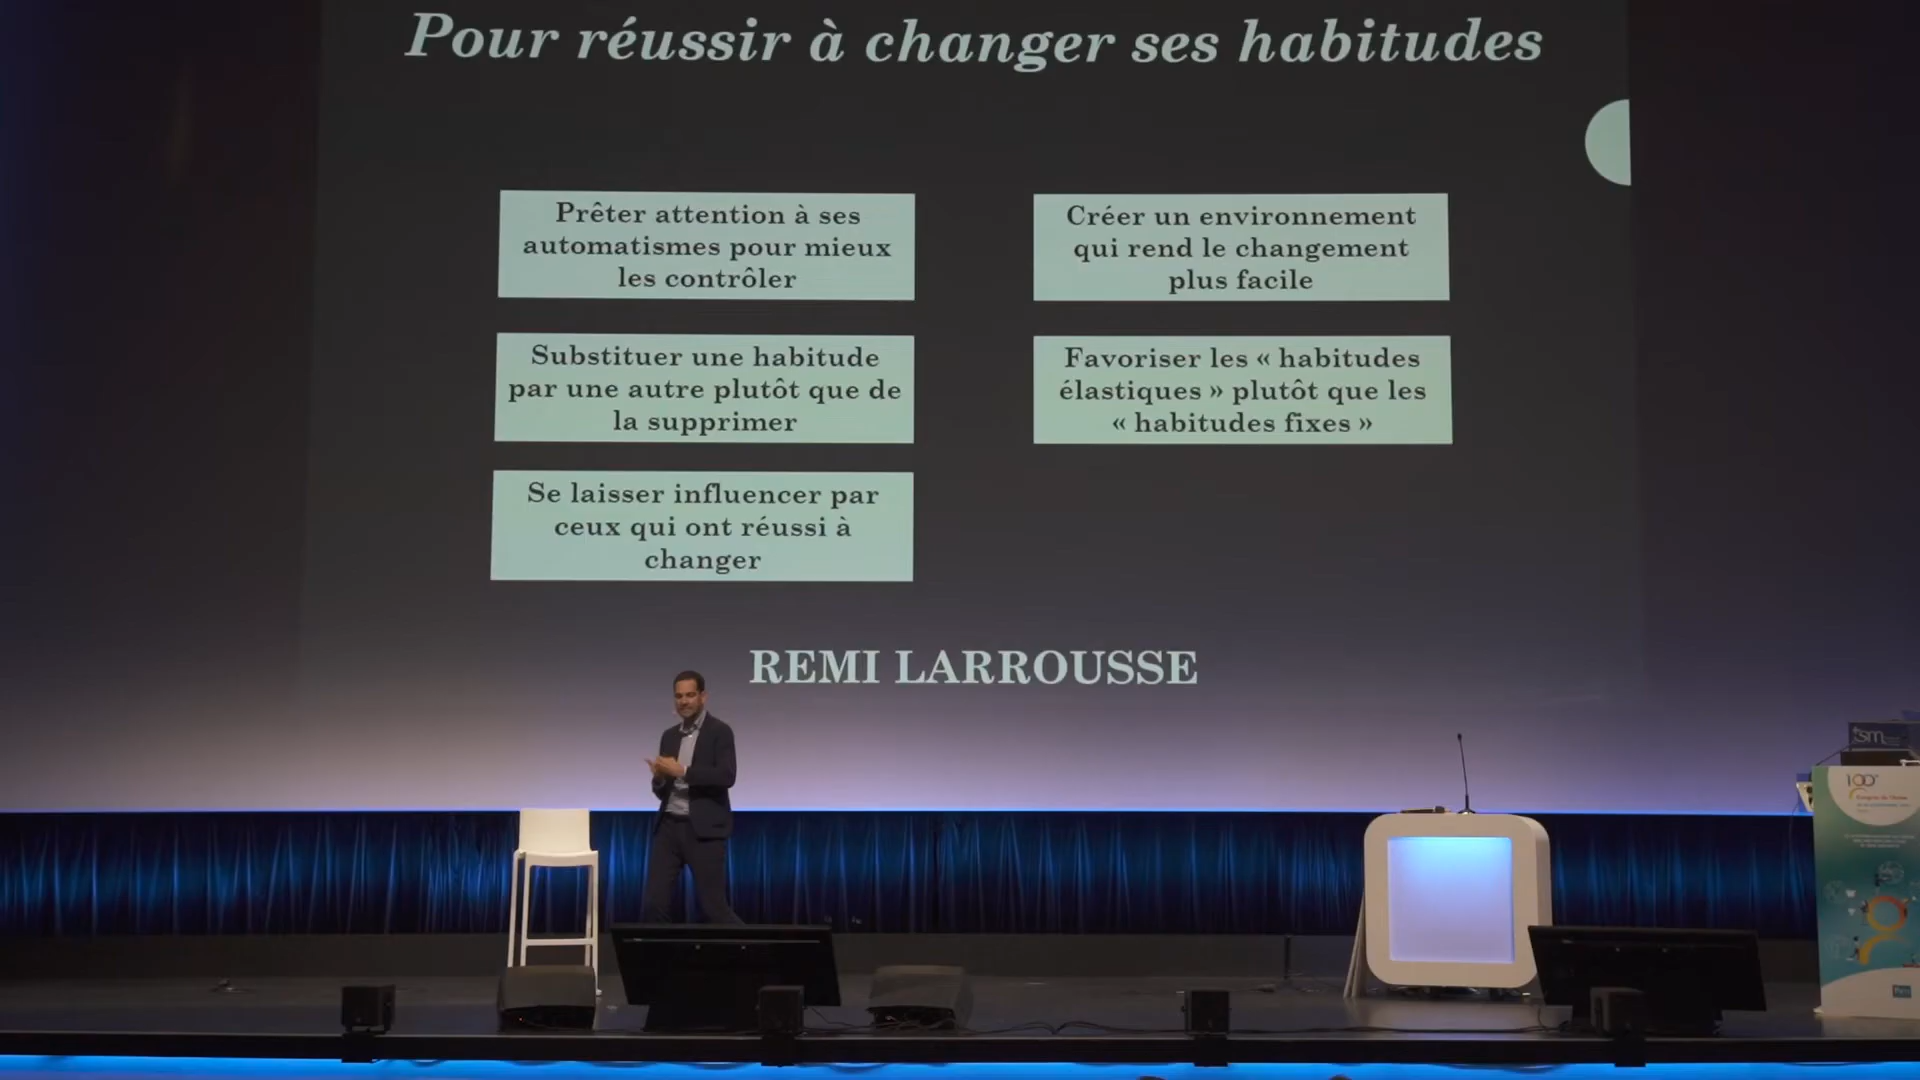 Pour réussir à changer ses habitudes
Prêter attention à ses
automatismes pour mieux
les contrôler
Créer un environnement
qui rend le changement
plus facile
Substituer une habitude
par une autre plutôt que de
la supprimer
Favoriser les « habitudes
élastiques » plutôt que les
« habitudes fixes »
Se laisser influencer par
ceux qui ont réussi à
changer
REMI LARROUSSE
sm
100